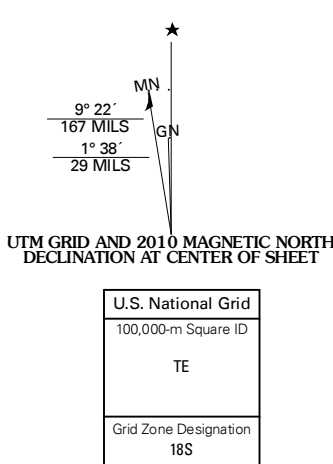 MN
9° 22´
167 MILS
GN
1° 38´
29 MILS
UTM GRID AND 2010 MAGNETIC NORTH
DECLINATION AT CENTER OF SHEET
U.S. National Grid
100,000-m Square ID
TE
Grid Zone Designation
18S